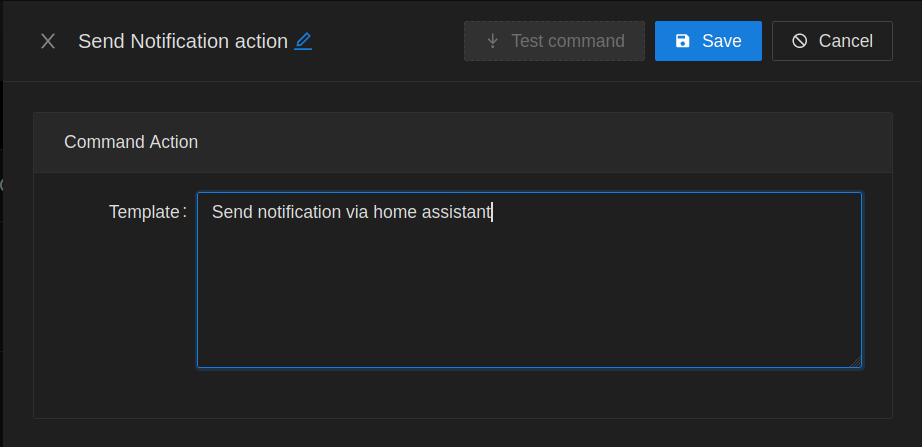 Send Notification action
Test command
Save
Cancel
Command Action
Template:
Send notification via home assistant